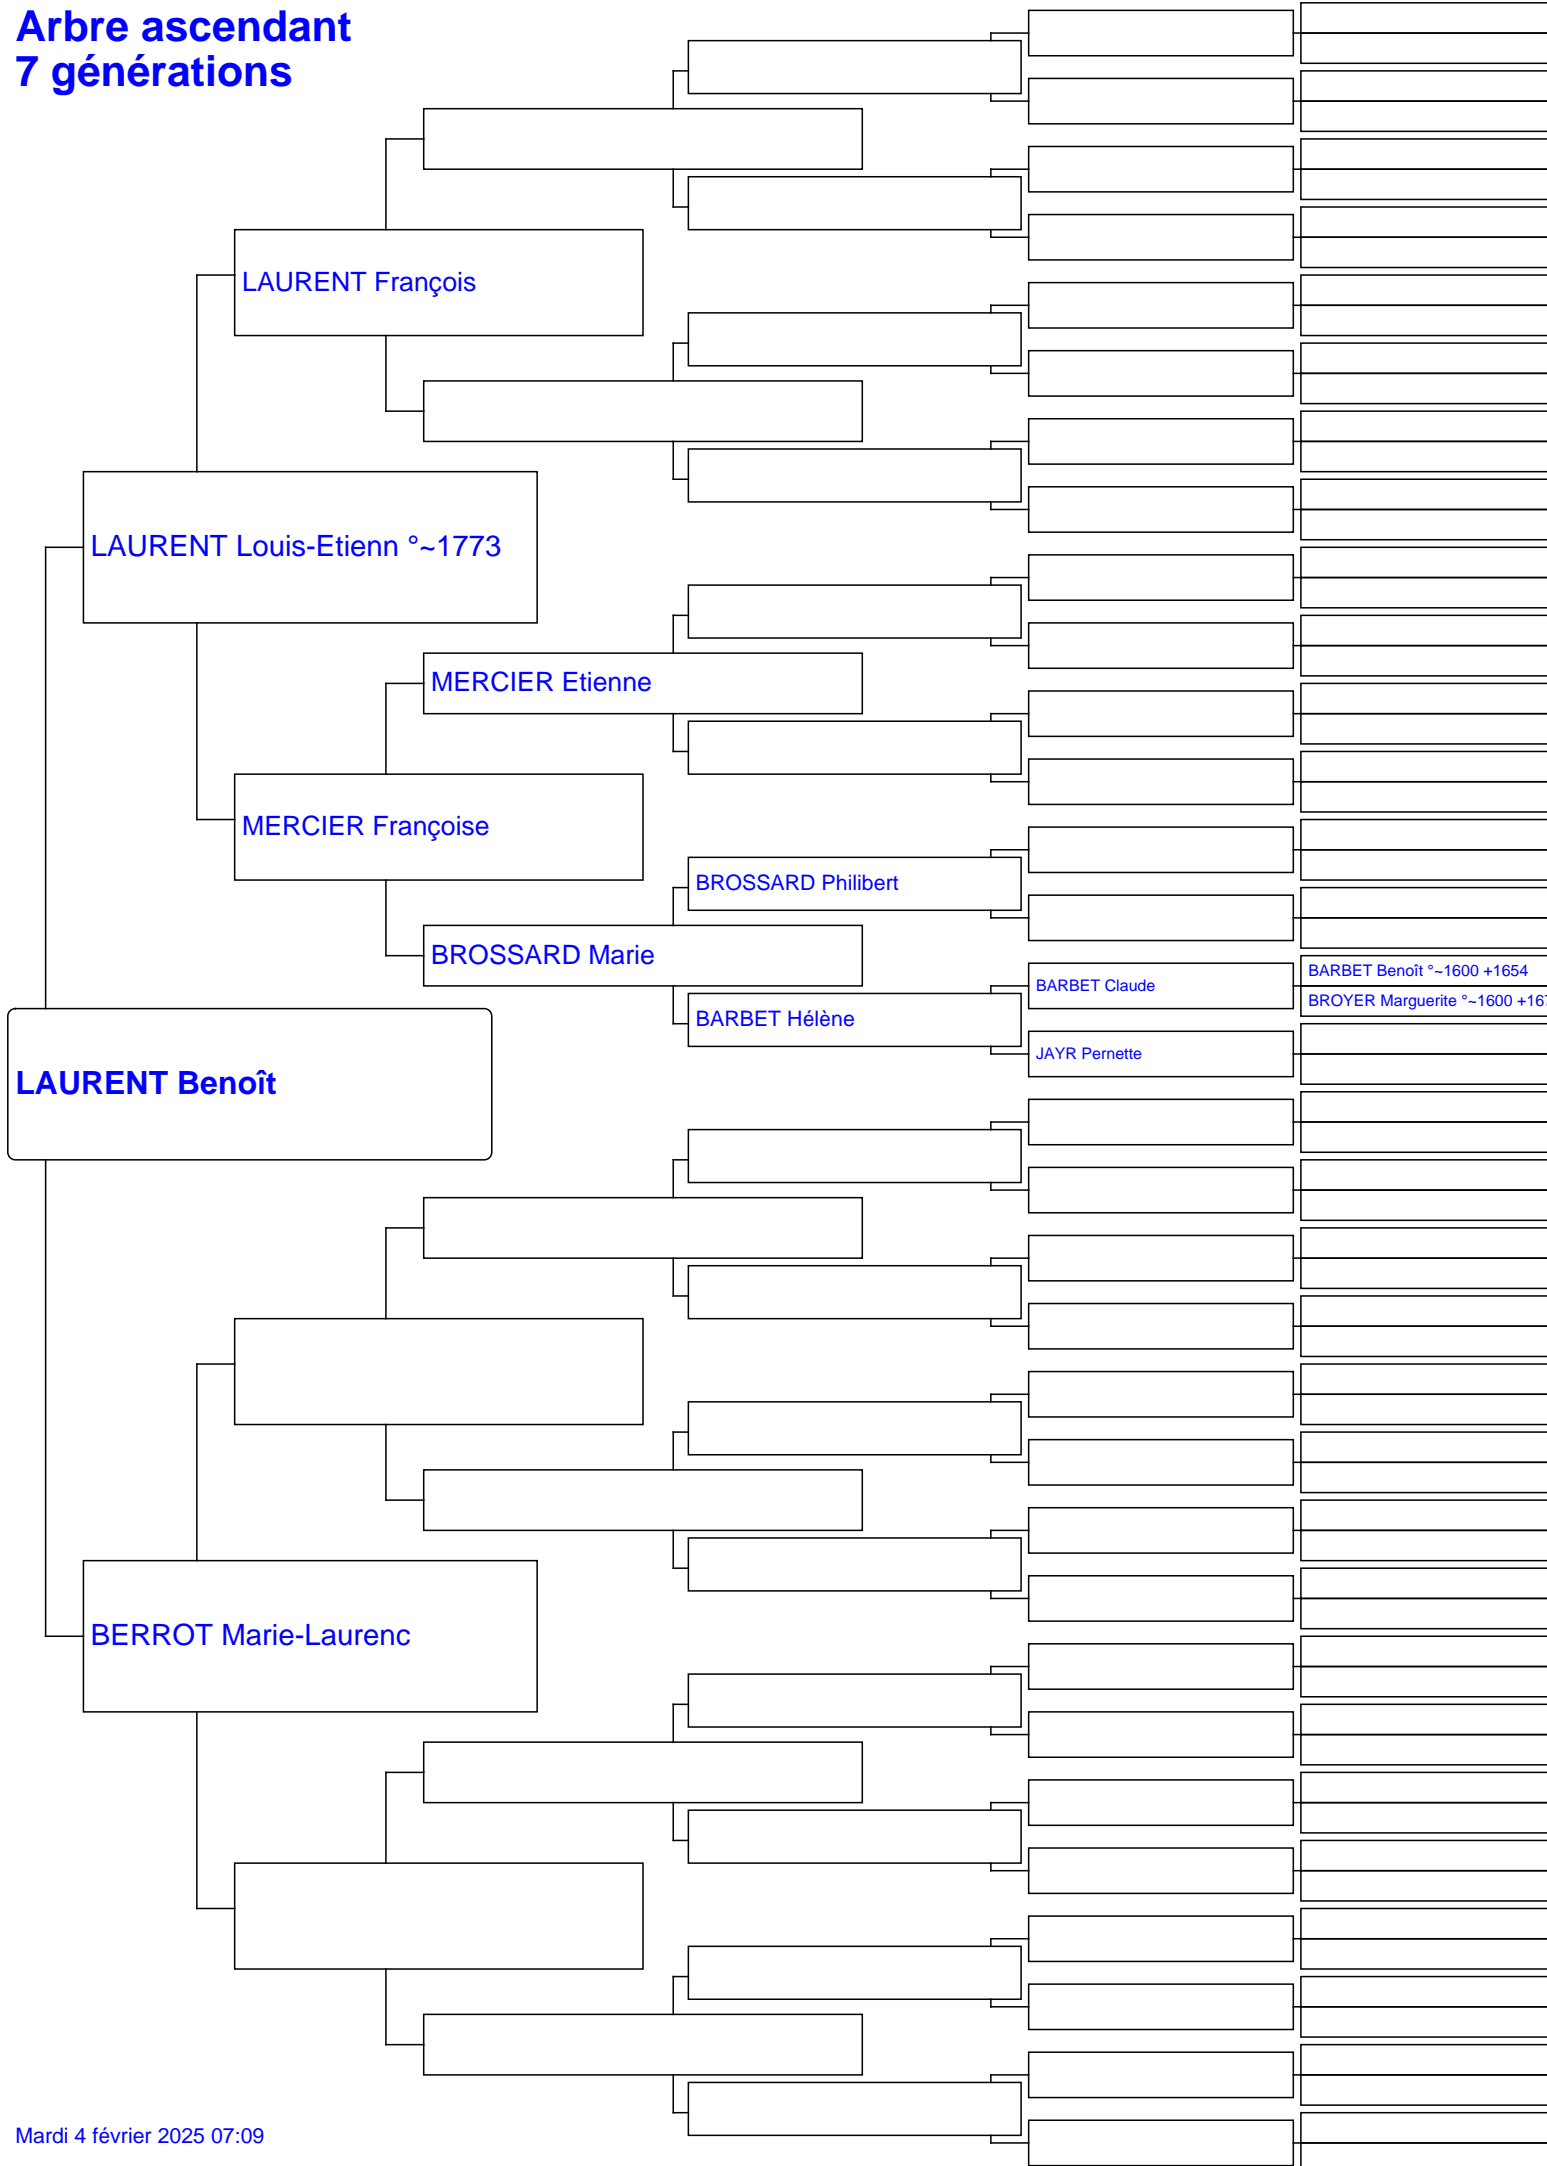 Arbre ascendant
7 générations
LAURENT François
LAURENT Louis-Etienn °~1773
MERCIER Etienne
MERCIER Françoise
BROSSARD Philibert
BROSSARD Marie
BARBET Benoît °~1600 +1654
BARBET Claude
BROYER Marguerite °~1600
BARBET Hélène
JAYR Pernette
LAURENT Benoît
BERROT Marie-Laurenc
Mardi 4 février 2025 07:09